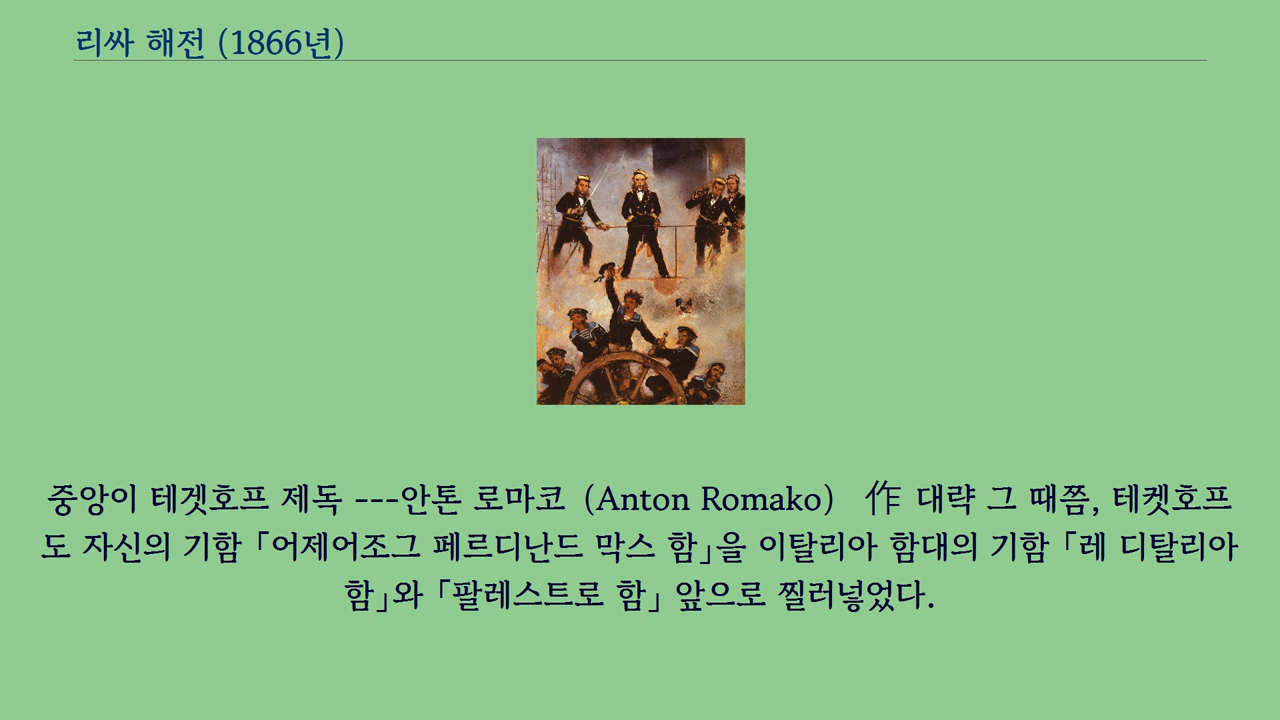 리싸 해전 (1866년)
중앙이 테겟호프 제독 ---안톤 로마코（Anton Romako） 作 대략 그 때쯤, 테켓호프
도 자신의 기함 ｢어제어조그 페르디난드 막스 함｣을 이탈리아 함대의 기함 ｢레 디탈리아
함｣와 ｢팔레스트로 함｣ 앞으로 찔러넣었다.